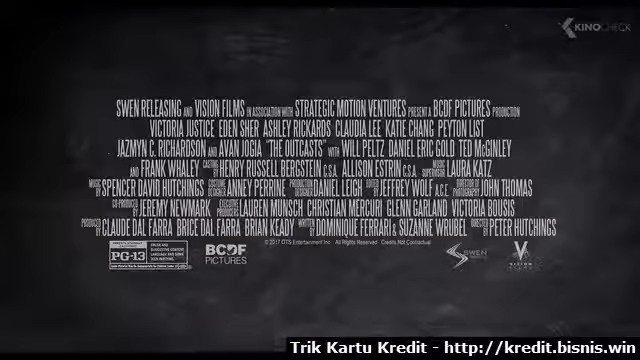 KINOCHECK
SWEN RELEASING AND VISION FILMS IN ASSOCIATION WITH STRATEGIC MOTION VENTURES PRESENT A BCDF PICTURES PRODUCTION
VICTORIA JUSTICE EDEN SHER ASHLEY RICKARDS CLAUDIA LEE KATIE CHANG PEYTON LIST
JAZMYN C. RICHARDSON AND AVAN JOGIA "THE OUTCASTS" WITH WILL PELTZ DANIEL ERIC GOLD TED McGINLEY
AND FRANK WHALEY CASTING BY HENRY RUSSELL BERGSTEIN C.S.A. ALLISON ESTRIN C.S.A. MUSIC SUPERVISOR LAURA KATZ
MUSIC BY SPENCER DAVID HUTCHINGS COSTUME DESIGNER ANNEY PERRINE PRODUCTION DESIGNER DANIEL LEIGH EDITED BY JEFFREY WOLF A.C.E. DIRECTOR OF PHOTOGRAPHY JOHN THOMAS
CO-PRODUCED BY JEREMY NEWMARK EXECUTIVE PRODUCERS LAUREN MUNSCH CHRISTIAN MERCURI GLENN GARLAND VICTORIA BOUSIS
PRODUCED BY CLAUDE DAL FARRA BRICE DAL FARRA BRIAN KEADY WRITTEN BY DOMINIQUE FERRARI & SUZANNE WRUBEL DIRECTED BY PETER HUTCHINGS
© 2017 OTS Entertainment Inc. All Rights Reserved Credits Not Contractual
PG-13
BCDF
PICTURES
SWEN
VISION
FILMS
Trik Kartu Kredit - http://kredit.bisnis.win